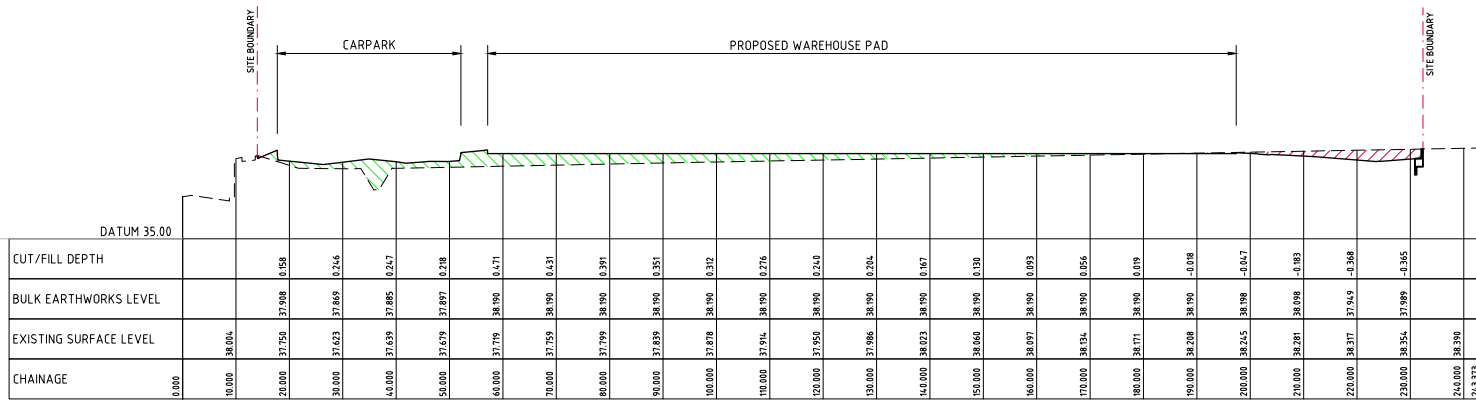 SITE BOUNDARY
CARPARK
PROPOSED WAREHOUSE PAD
SITE BOUNDARY
DATUM 35.00
CUT/FILL DEPTH 0.158 0.246 0.247 0.218 0.471 0.431 0.391 0.351 0.312 0.276 0.240 0.204 0.167 0.130 0.093 0.056 0.019 -0.018 -0.047 -0.183 -0.368 -0.365
BULK EARTHWORKS LEVEL 37.908 37.869 37.885 37.897 38.190 38.190 38.190 38.190 38.190 38.190 38.190 38.190 38.190 38.190 38.190 38.190 38.190 38.190 38.198 38.098 37.949 37.989
EXISTING SURFACE LEVEL 38.004 37.750 37.623 37.639 37.679 37.719 37.759 37.799 37.839 37.878 37.914 37.950 37.986 38.023 38.060 38.097 38.134 38.171 38.208 38.245 38.281 38.317 38.354 38.390
CHAINAGE 0.000 10.000 20.000 30.000 40.000 50.000 60.000 70.000 80.000 90.000 100.000 110.000 120.000 130.000 140.000 150.000 160.000 170.000 180.000 190.000 200.000 210.000 220.000 230.000 240.000 243.373